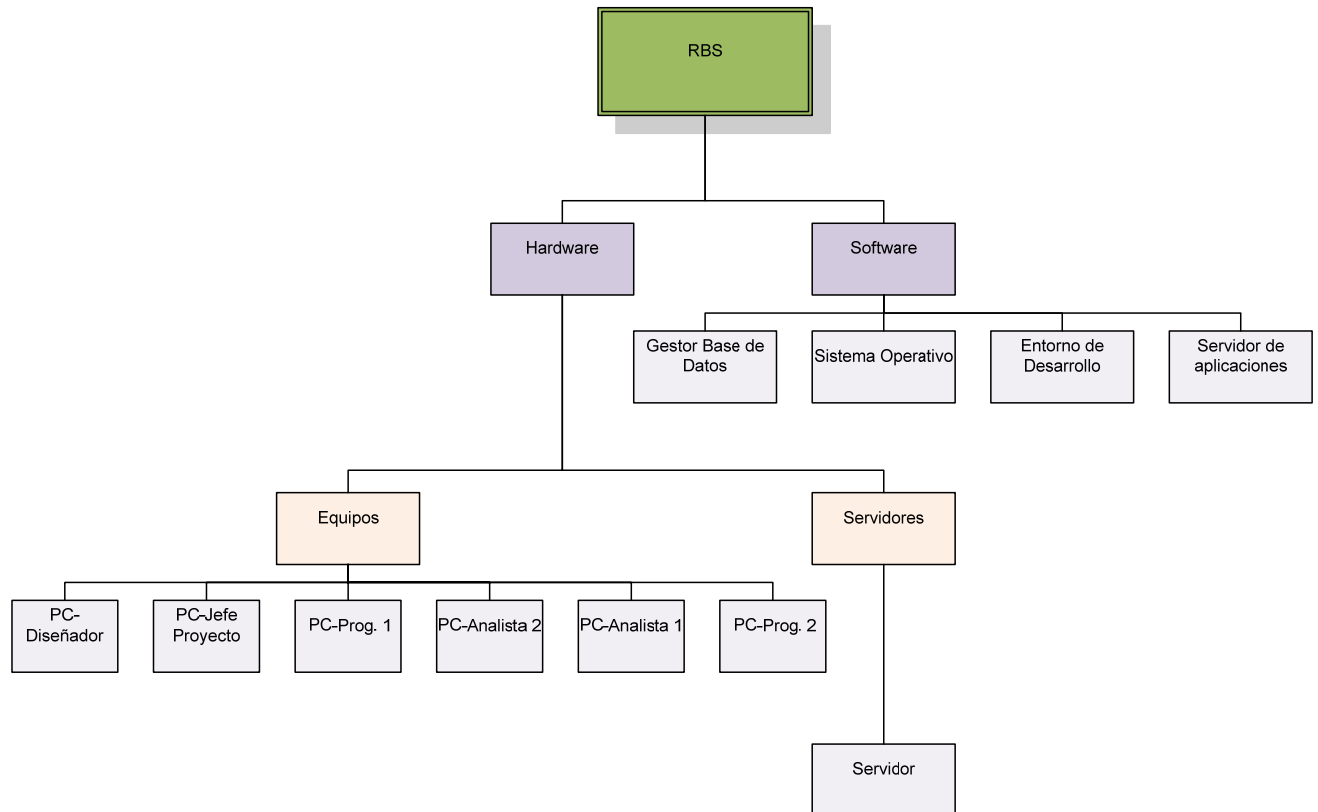 RBS
Hardware
Software
Gestor Base de
Datos
Sistema Operativo
Entorno de
Desarrollo
Servidor de
aplicaciones
Equipos
Servidores
PC-
Diseñador
PC-Jefe
Proyecto
PC-Prog. 1
PC-Analista 2
PC-Analista 1
PC-Prog. 2
Servidor